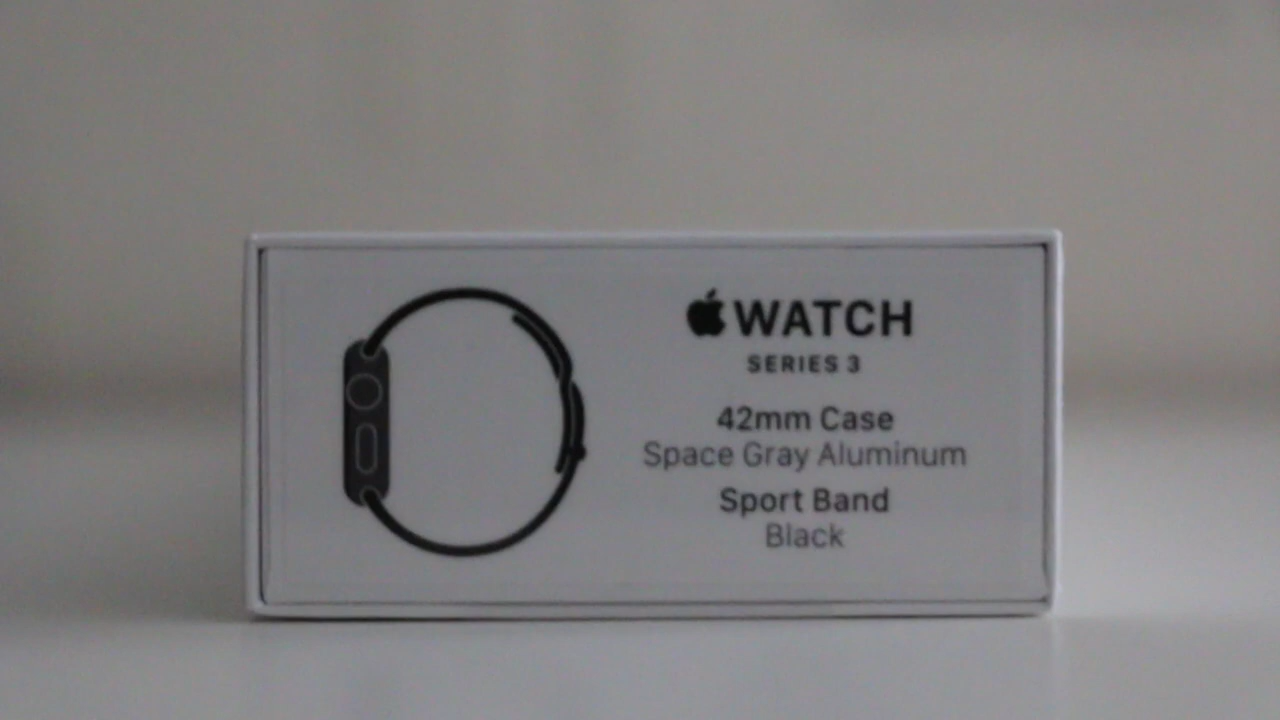 WATCH
SERIES 3
42mm Case
Space Gray Aluminum
Sport Band
Black